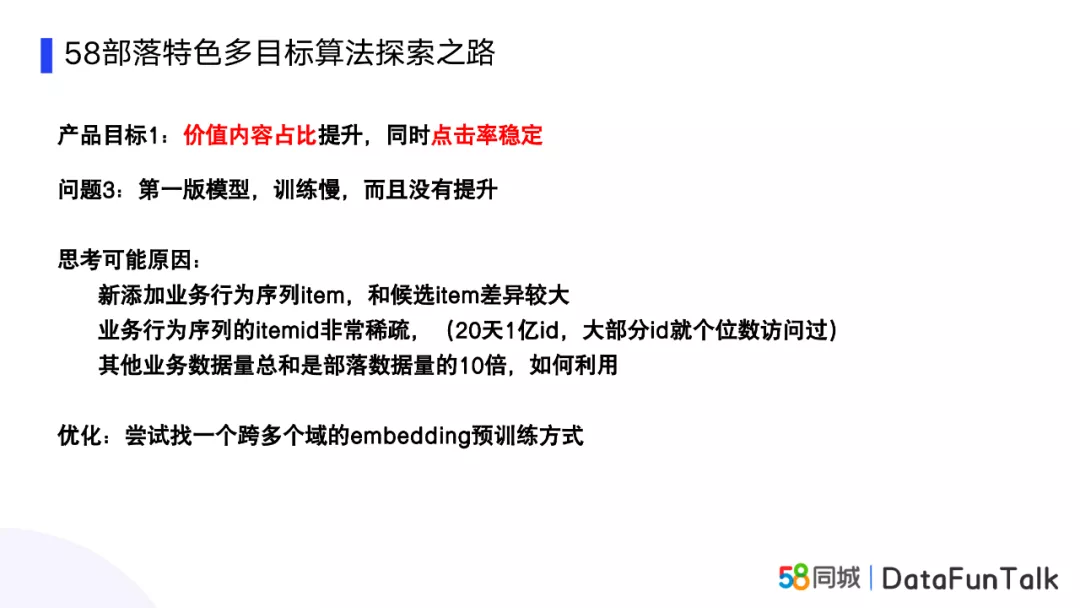 58部落特色多目标算法探索之路
产品目标1：价值内容占比提升，同时点击率稳定
问题3：第一版模型，训练慢，而且没有提升
思考可能原因：
新添加业务行为序列item，和候选item差异较大
业务行为序列的itemid非常稀疏，（20天1亿id，大部分id就个位数访问过）
其他业务数据量总和是部落数据量的10倍，如何利用
优化：尝试找一个跨多个域的embedding预训练方式
58同城 | DataFunTalk